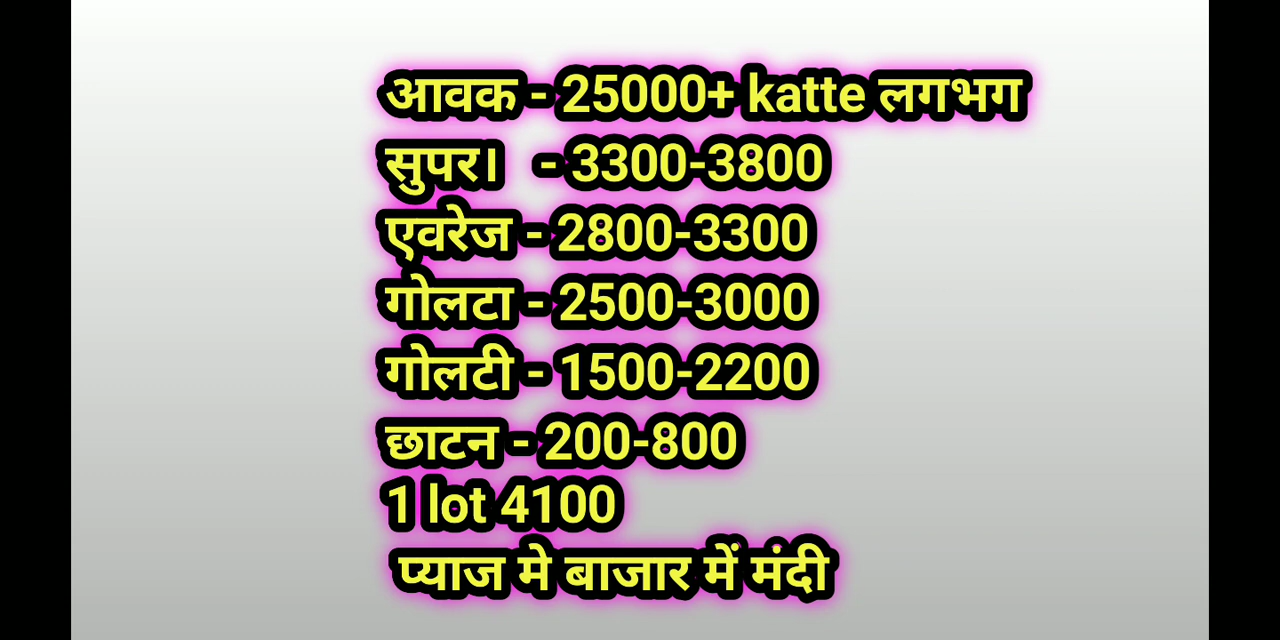 आवक - 25000+ katte लगभग
सुपर। - 3300-3800
एवरेज - 2800-3300
गोलटा - 2500-3000
गोलटी - 1500-2200
छाटन - 200-800
1 lot 4100
प्याज मे बाजार में मंदी